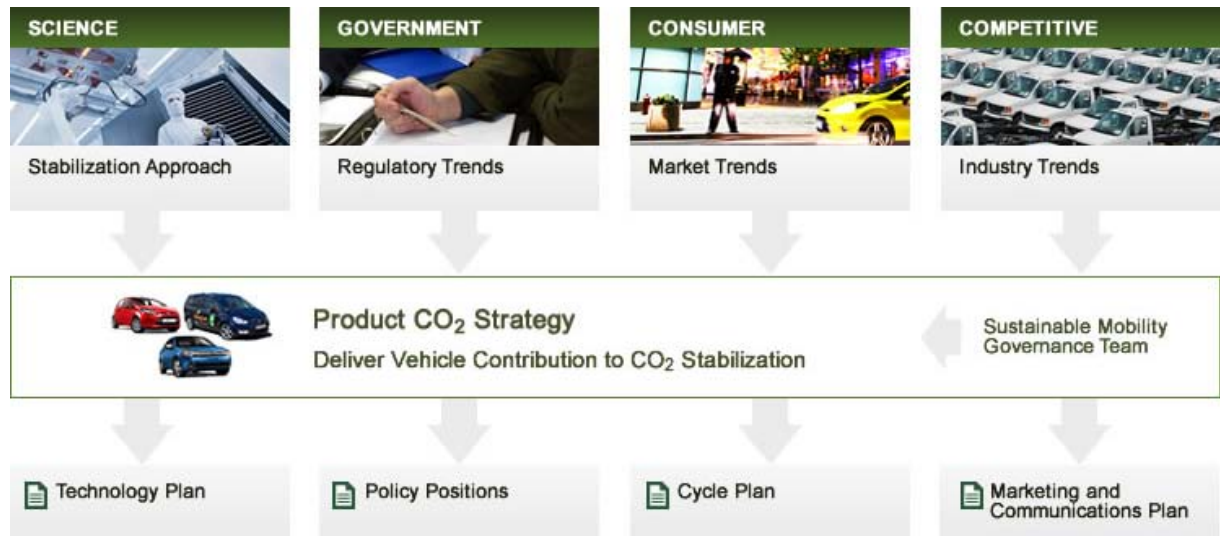 SCIENCE
GOVERNMENT
CONSUMER
COMPETITIVE
Stabilization Approach
Regulatory Trends
Market Trends
Industry Trends
Product CO₂ Strategy
Deliver Vehicle Contribution to CO₂ Stabilization
Sustainable Mobility
Governance Team
Technology Plan
Policy Positions
Cycle Plan
Marketing and
Communications Plan